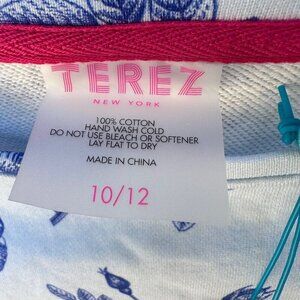 TEREZ
NEW YORK
100% COTTON
HAND WASH COLD
DO NOT USE BLEACH OR SOFTENER
LAY FLAT TO DRY
MADE IN CHINA
10/12